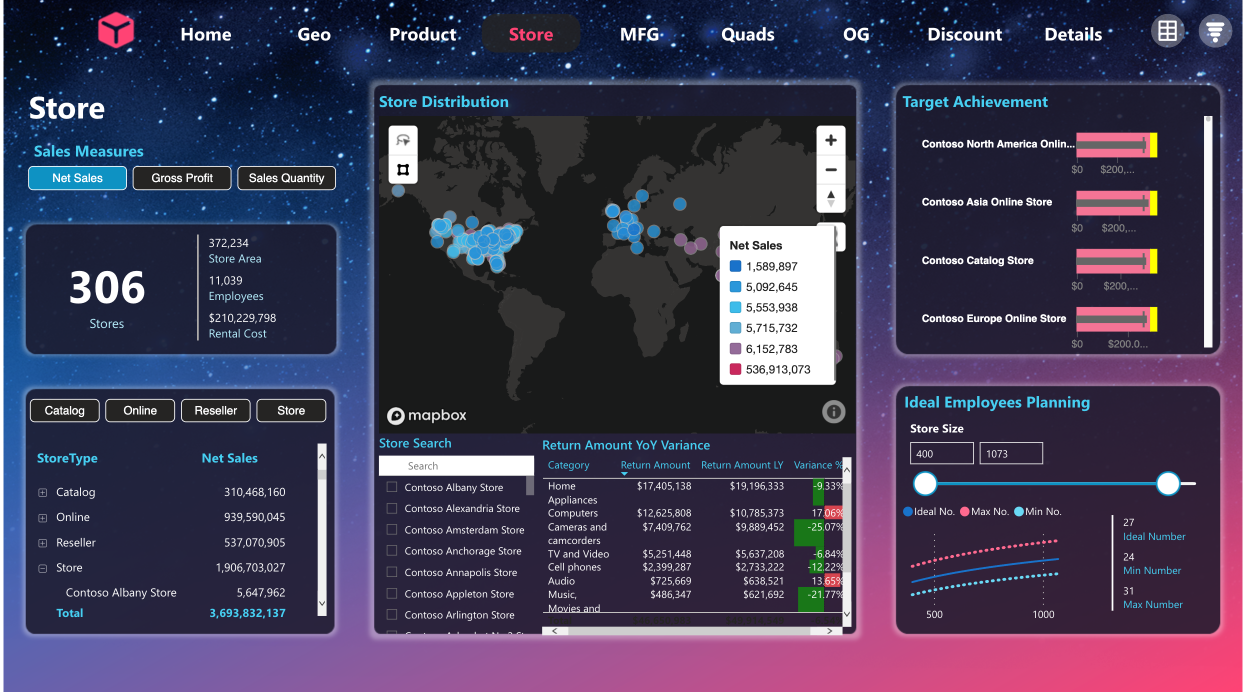 Home Geo Product Store MFG Quads OG Discount Details
Store
Sales Measures
Net Sales Gross Profit Sales Quantity
306
Stores
372,234
Store Area
11,039
Employees
$210,229,798
Rental Cost
Catalog Online Reseller Store
StoreType Net Sales
Catalog 310,468,160
Online 939,590,045
Reseller 537,070,905
Store 1,906,703,027
Contoso Albany Store 5,647,962
Total 3,693,832,137
Store Distribution
Net Sales
1,589,897
5,092,645
5,553,938
5,715,732
6,152,783
536,913,073
mapbox
Store Search
Search
Contoso Albany Store
Contoso Alexandria Store
Contoso Amsterdam Store
Contoso Anchorage Store
Contoso Annapolis Store
Contoso Appleton Store
Contoso Arlington Store
Return Amount YoY Variance
Category Return Amount Return Amount LY Variance %
Home
Appliances $17,405,138 $19,196,333 -9.33%
Computers $12,625,808 $10,785,373 17.06%
Cameras and
camcorders $7,409,762 $9,889,452 -25.07%
TV and Video $5,251,448 $5,637,208 -6.84%
Cell phones $2,399,287 $2,733,222 -12.22%
Audio $725,669 $638,521 13.65%
Music,
Movies and $486,347 $621,692 -21.77%
Target Achievement
Contoso North America Onlin...
$0 $200,...
Contoso Asia Online Store
$0 $200,...
Contoso Catalog Store
$0 $200,...
Contoso Europe Online Store
$0 $200,0...
Ideal Employees Planning
Store Size
400 1073
Ideal No. Max No. Min No.
500 1000
27
Ideal Number
24
Min Number
31
Max Number